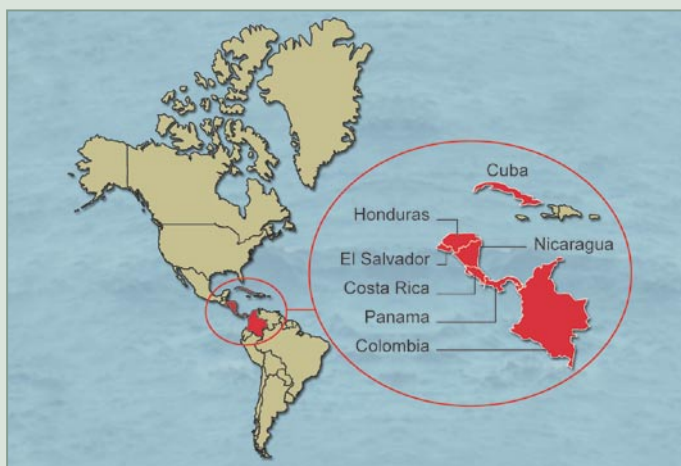 Cuba
Honduras
Nicaragua
El Salvador
Costa Rica
Panama
Colombia